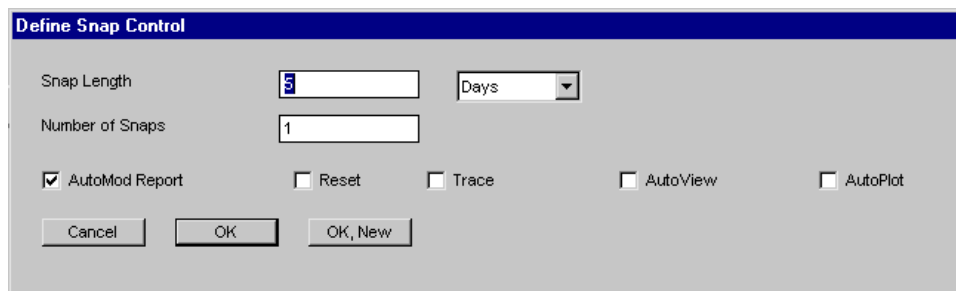 Define Snap Control
Snap Length 5 Days
Number of Snaps 1
AutoMod Report Reset Trace AutoView AutoPlot
Cancel OK OK, New